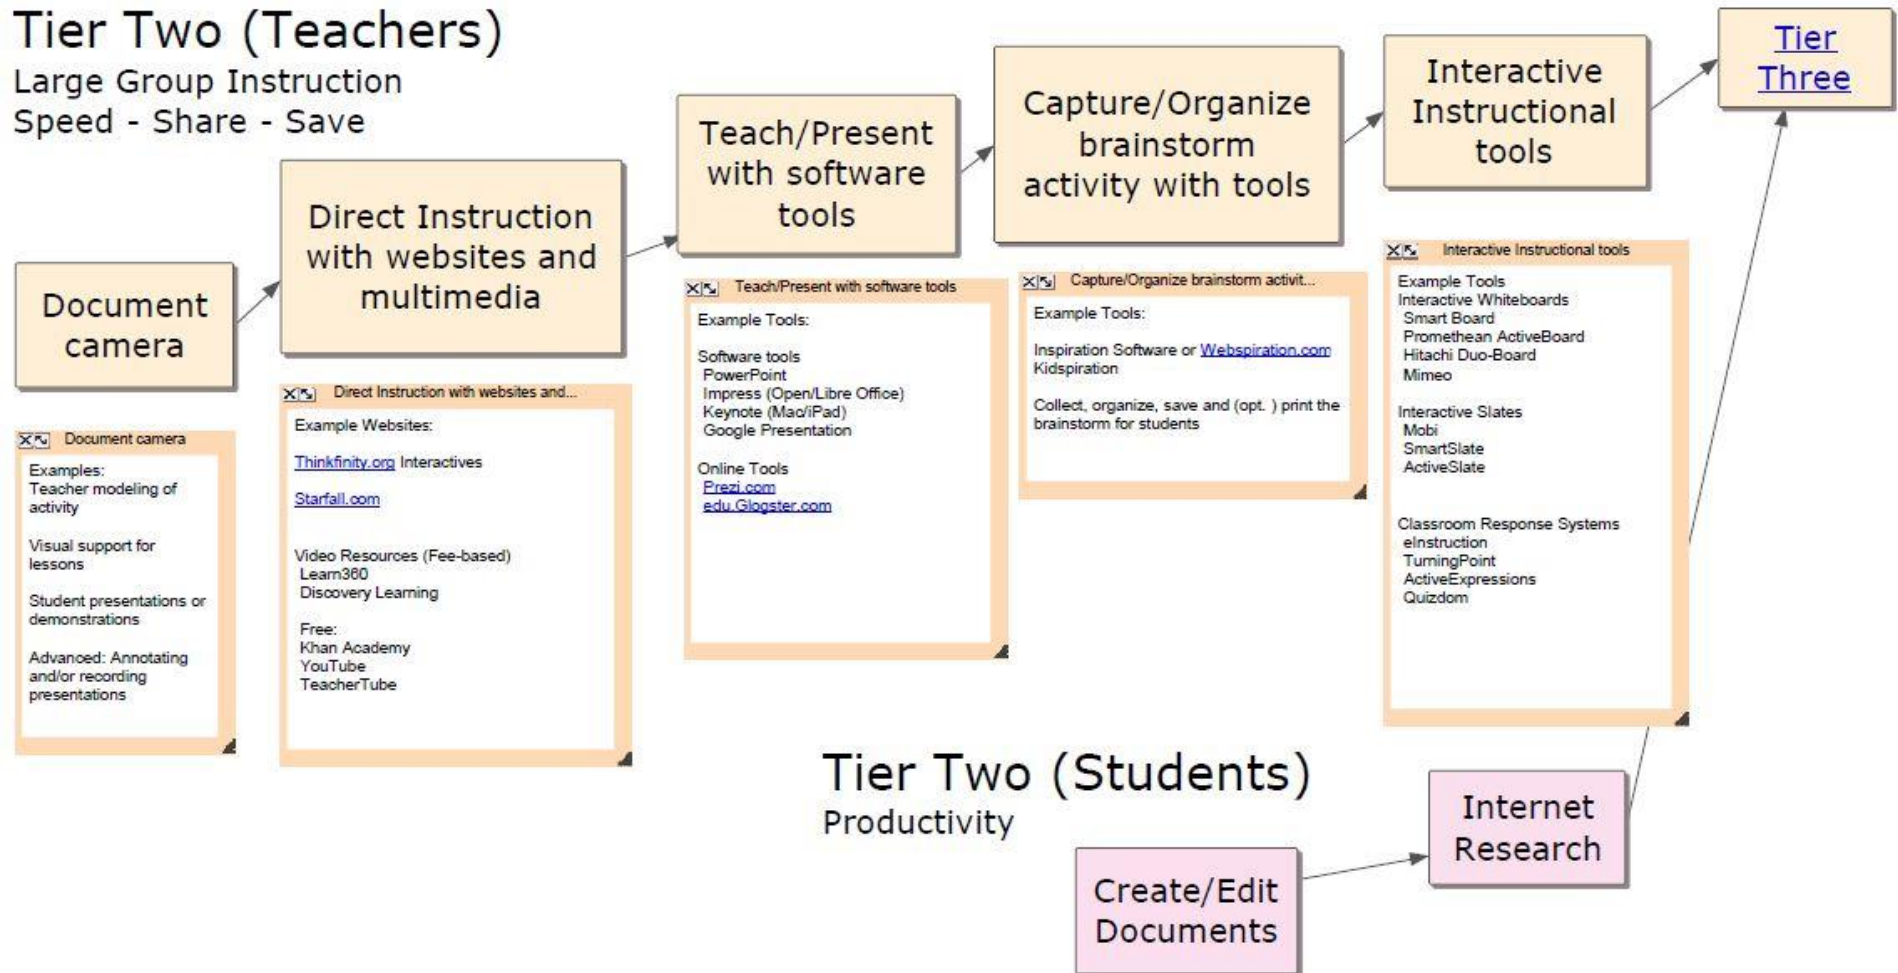 Tier Two (Teachers)
Large Group Instruction
Speed - Share - Save
Document
camera
Direct Instruction
with websites and
multimedia
Teach/Present
with software
tools
Capture/Organize
brainstorm
activity with tools
Interactive
Instructional
tools
Tier
Three
Document camera
Examples:
Teacher modeling of
activity
Visual support for
lessons
Student presentations or
demonstrations
Advanced: Annotating
and/or recording
presentations
Direct Instruction with websites and...
Example Websites:
Thinkfinity.org Interactives
Starfall.com
Video Resources (Fee-based)
Learn360
Discovery Learning
Free:
Khan Academy
YouTube
TeacherTube
Teach/Present with software tools
Example Tools:
Software tools
PowerPoint
Impress (Open/Libre Office)
Keynote (Mac/iPad)
Google Presentation
Online Tools
Prezi.com
edu.Glogster.com
Capture/Organize brainstorm activit...
Example Tools:
Inspiration Software or Webspiration.com
Kidspiration
Collect, organize, save and (opt. ) print the
brainstorm for students
Interactive Instructional tools
Example Tools
Interactive Whiteboards
Smart Board
Promethean ActiveBoard
Hitachi Duo-Board
Mimeo
Interactive Slates
Mobi
SmartSlate
ActiveSlate
Classroom Response Systems
eInstruction
TurningPoint
ActiveExpressions
Quizdom
Tier Two (Students)
Productivity
Create/Edit
Documents
Internet
Research